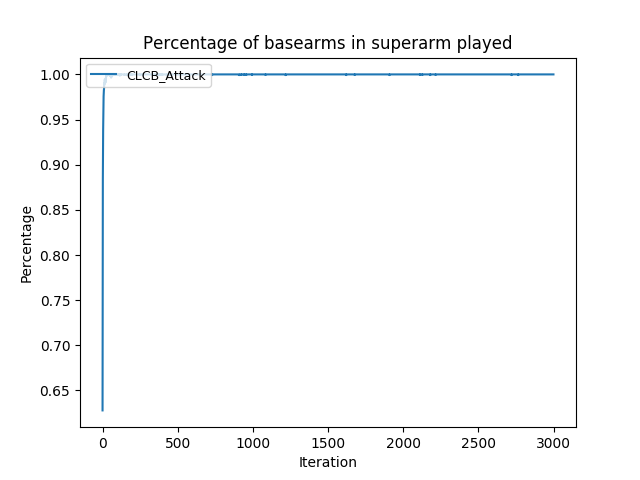 Percentage of basearms in superarm played
CLCB_Attack
1.00
0.95
0.90
0.85
0.80
0.75
0.70
0.65
Percentage
0 500 1000 1500 2000 2500 3000
Iteration